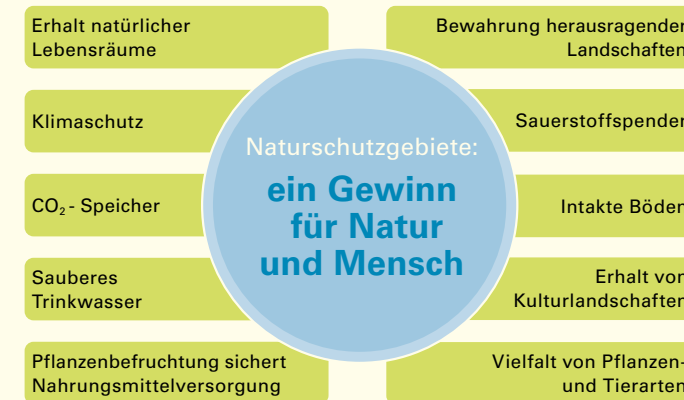 Erhalt natürlicher
Lebensräume
Klimaschutz
CO₂ - Speicher
Sauberes
Trinkwasser
Pflanzenbefruchtung sichert
Nahrungsmittelversorgung
Naturschutzgebiete:
ein Gewinn
für Natur
und Mensch
Bewahrung herausragender
Landschaften
Sauerstoffspender
Intakte Böden
Erhalt von
Kulturlandschaften
Vielfalt von Pflanzen-
und Tierarten